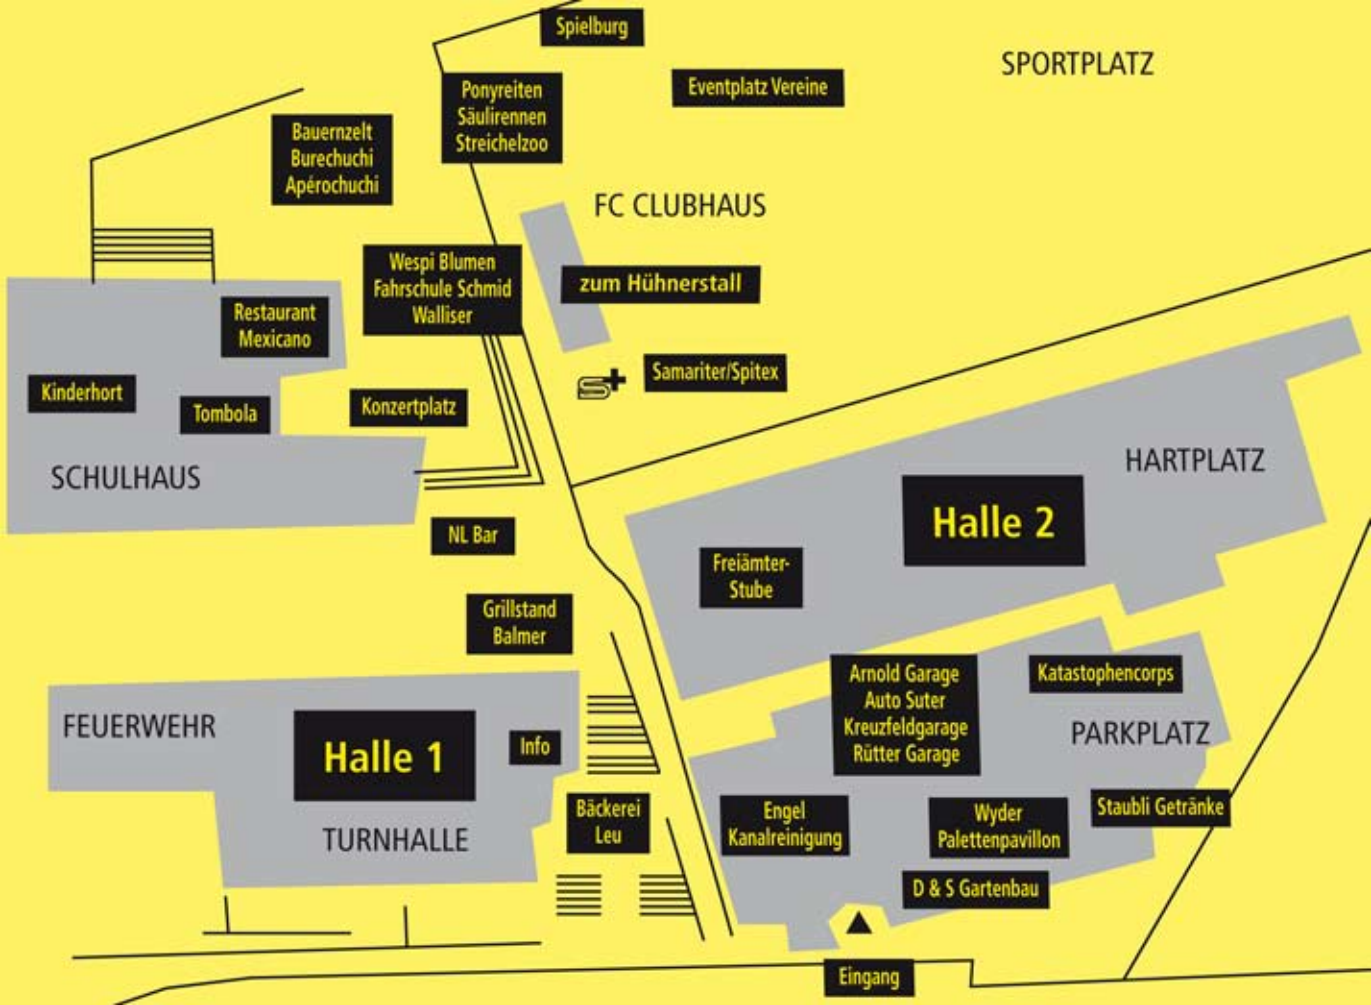 Spielburg
SPORTPLATZ
Eventplatz Vereine
Ponyreiten
Säulirennen
Streichelzoo
Bauernzelt
Burechuchi
Apérochuchi
FC CLUBHAUS
Wespi Blumen
Fahrschule Schmid
Walliser
zum Hühnerstall
Restaurant
Mexicano
Samariter/Spitex
Kinderhort
Tombola
Konzertplatz
SCHULHAUS
HARTPLATZ
Halle 2
NL Bar
Freiämter-
Stube
Grillstand
Balmer
Arnold Garage
Auto Suter
Kreuzfeldgarage
Rütter Garage
Katastophencorps
FEUERWEHR
Halle 1
Info
PARKPLATZ
Bäckerei
Leu
Engel
Kanalreinigung
Wyder
Palettenpavillon
Staubli Getränke
TURNHALLE
D & S Gartenbau
Eingang